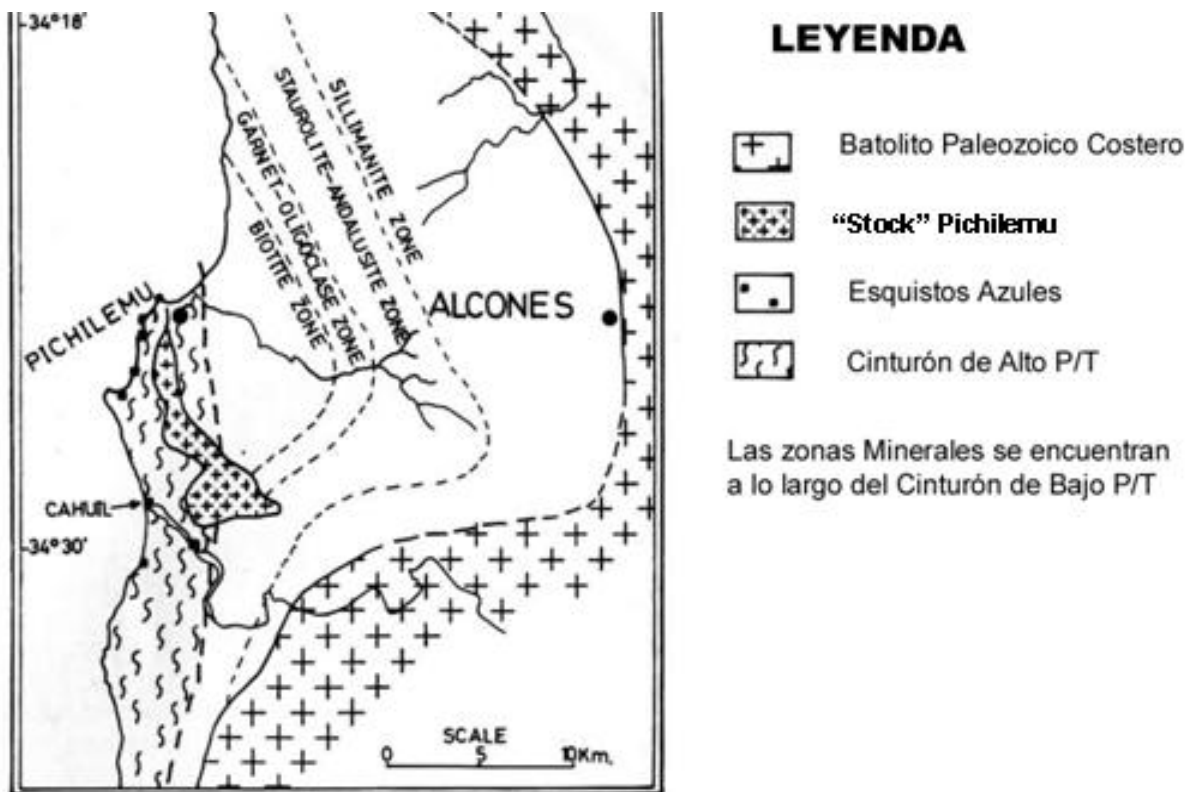 -34°18'
SILLIMANITE ZONE
STAUROLITE-ANDALUSITE ZONE
GARNET-OLIGOCLASE ZONE
BIOTITE ZONE
PICHILEMU
ALCONES
CAHUIL
-34°30'
SCALE
0 5 10Km.
LEYENDA
Batolito Paleozoico Costero
“Stock” Pichilemu
Esquistos Azules
Cinturón de Alto P/T
Las zonas Minerales se encuentran
a lo largo del Cinturón de Bajo P/T